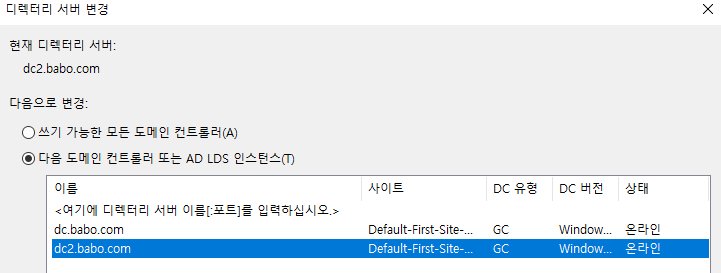 디렉터리 서버 변경
현재 디렉터리 서버:
dc2.babo.com
다음으로 변경:
쓰기 가능한 모든 도메인 컨트롤러(A)
다음 도메인 컨트롤러 또는 AD LDS 인스턴스(T)
이름 사이트 DC 유형 DC 버전 상태
<여기에 디렉터리 서버 이름[:포트]를 입력하십시오.>
dc.babo.com Default-First-Site-... GC Window... 온라인
dc2.babo.com Default-First-Site-... GC Window... 온라인